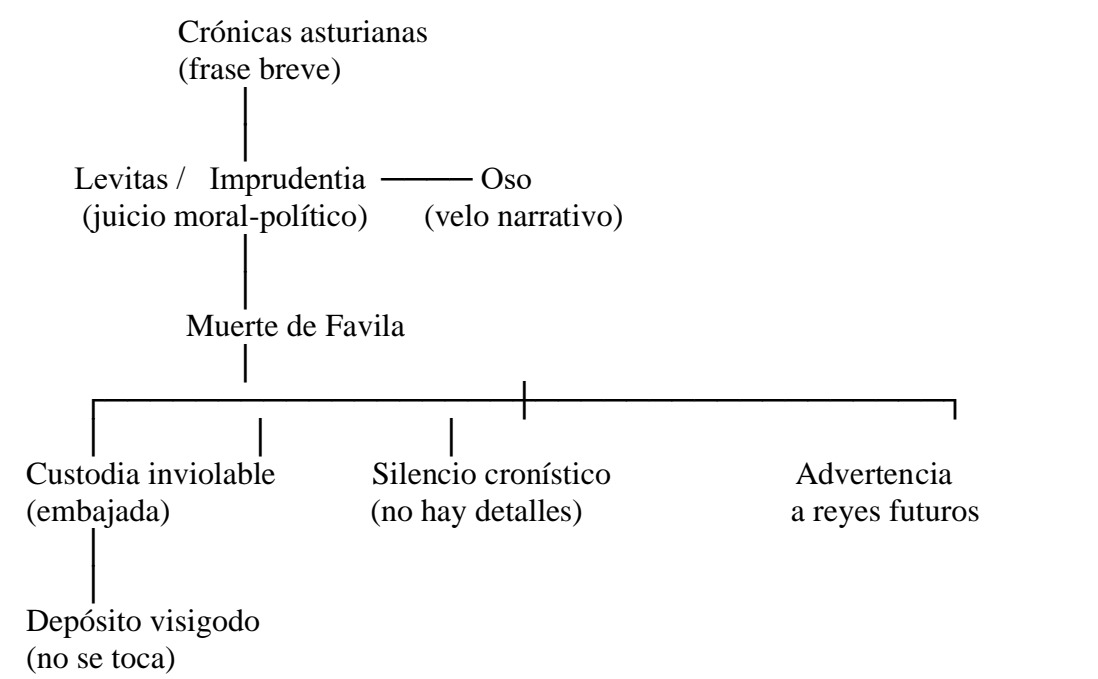 Crónicas asturianas
(frase breve)
Levitas / Imprudentia ——— Oso
(juicio moral-político) (velo narrativo)
Muerte de Favila
Custodia inviolable Silencio cronístico Advertencia
(embajada) (no hay detalles) a reyes futuros
Depósito visigodo
(no se toca)